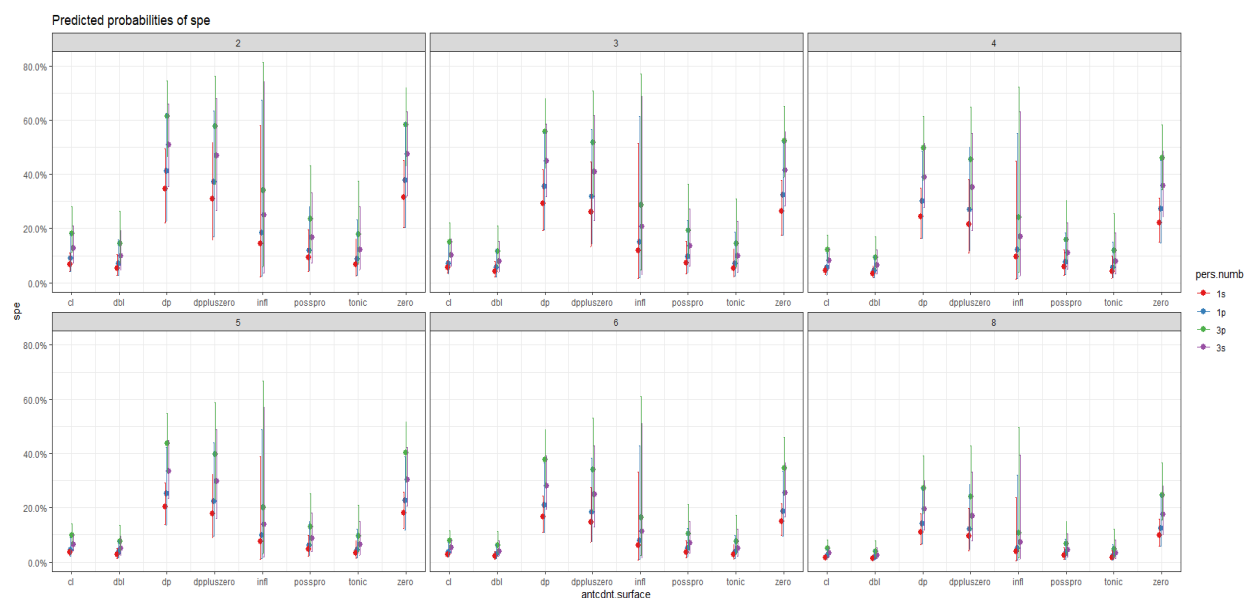 Predicted probabilities of spe
2 3 4
80.0%
60.0%
40.0%
20.0%
0.0%
cl dbl dp dppluszero infl posspro tonic zero cl dbl dp dppluszero infl posspro tonic zero cl dbl dp dppluszero infl posspro tonic zero
5 6 8
80.0%
60.0%
40.0%
20.0%
0.0%
cl dbl dp dppluszero infl posspro tonic zero cl dbl dp dppluszero infl posspro tonic zero cl dbl dp dppluszero infl posspro tonic zero
antcdnt.surface
spe
pers.numb
1s
1p
3p
3s